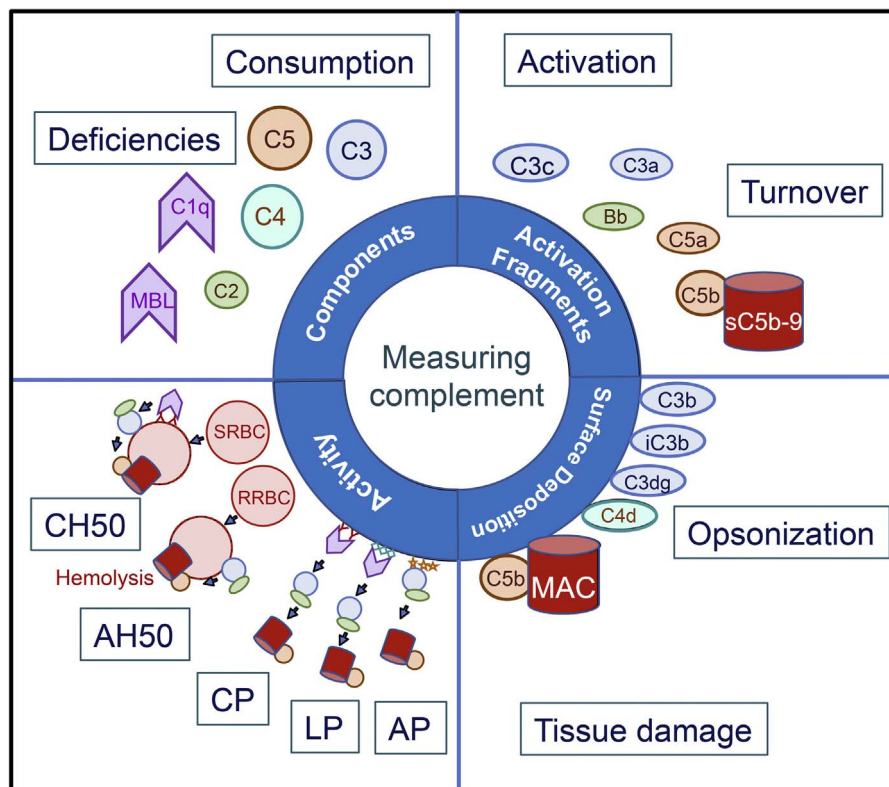 Consumption
Deficiencies
C5
C3
C1q
C4
MBL
C2
Activation
C3c
C3a
Turnover
Bb
C5a
C5b
sC5b-9
Components
Activation
Fragments
Measuring
complement
Activity
Surface Deposition
SRBC
RRBC
CH50
Hemolysis
AH50
CP
LP
AP
C3b
iC3b
C3dg
C4d
Opsonization
C5b
MAC
Tissue damage